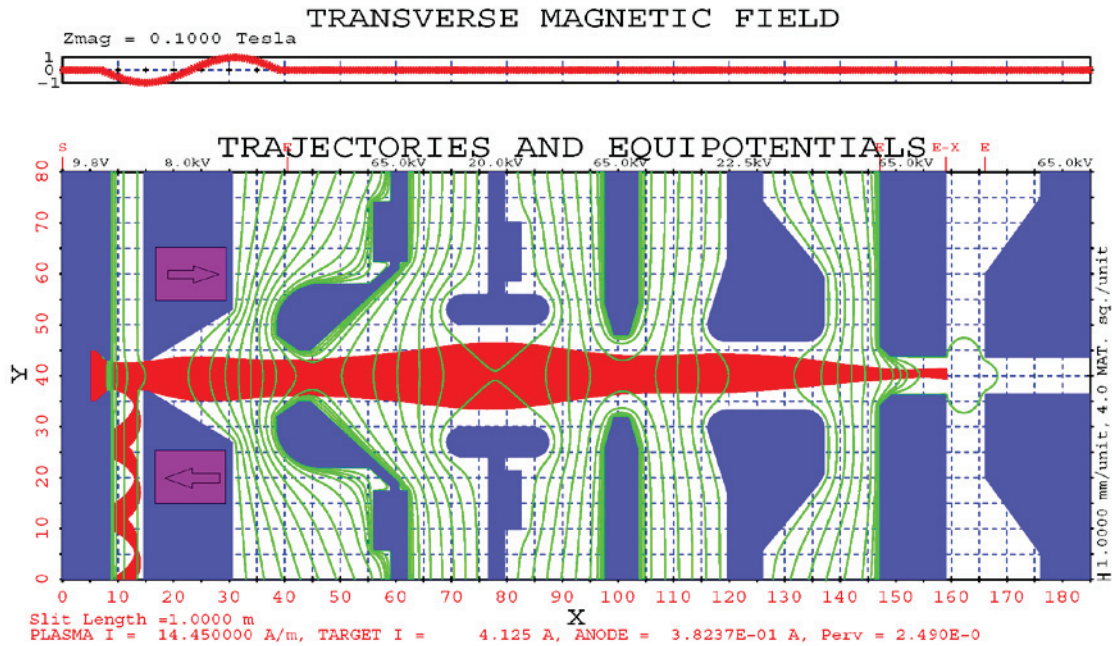 TRANSVERSE MAGNETIC FIELD
Zmag = 0.1000 Tesla
1
0
-1
TRAJECTORIES AND EQUIPOTENTIALS
S E E E-X E
9.8V 8.0kV 65.0kV 20.0kV 65.0kV 22.5kV 65.0kV 65.0kV
80
70
60
50
40
30
20
10
0
Y
0 10 20 30 40 50 60 70 80 90 100 110 120 130 140 150 160 170 180
X
H1.0000 mm/unit, 4.0 MAT. sq./unit
Slit Length =1.0000 m
PLASMA I = 14.450000 A/m, TARGET I = 4.125 A, ANODE = 3.8237E-01 A, Perv = 2.490E-0